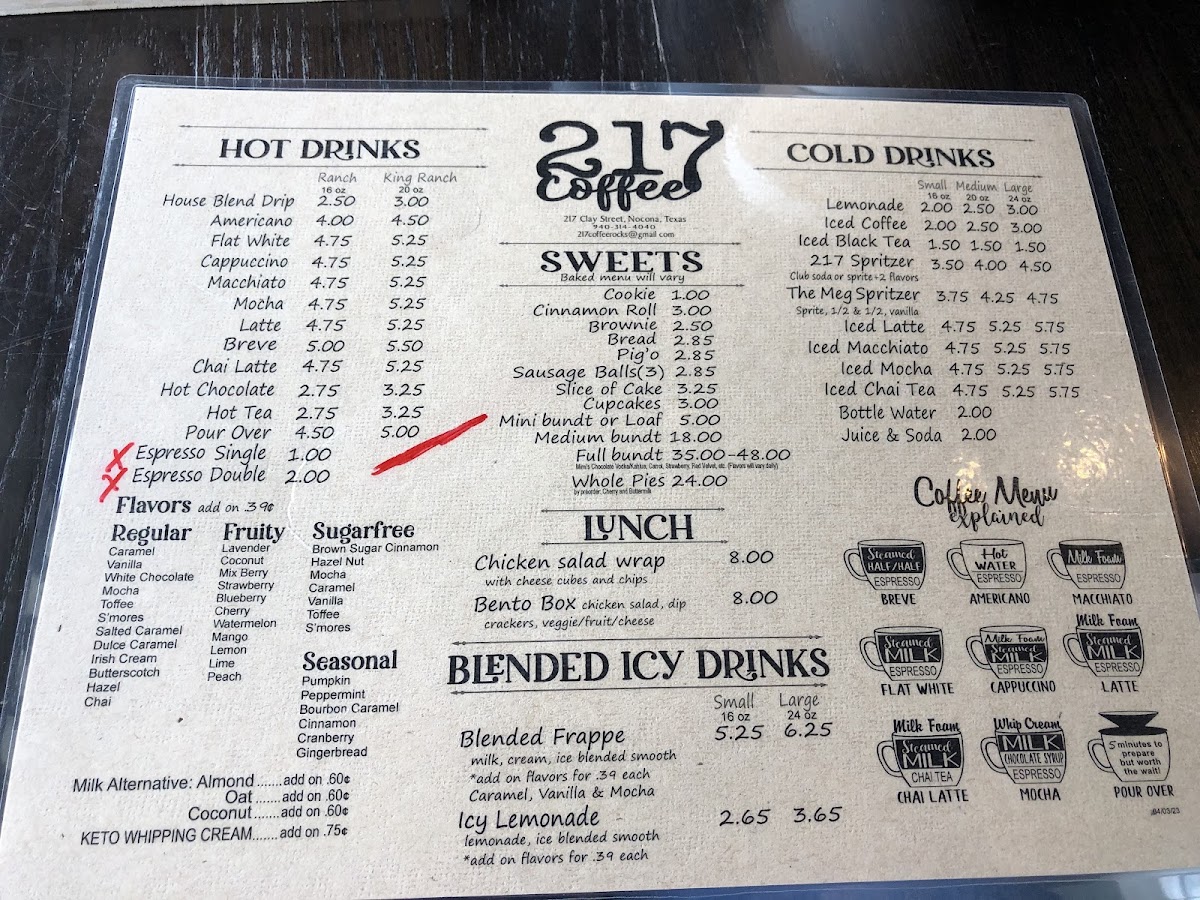 HOT DRINKS
Ranch King Ranch
16 oz 20 oz
House Blend Drip 2.50 3.00
Americano 4.00 4.50
Flat White 4.75 5.25
Cappuccino 4.75 5.25
Macchiato 4.75 5.25
Mocha 4.75 5.25
Latte 4.75 5.25
Breve 5.00 5.50
Chai Latte 4.75 5.25
Hot Chocolate 2.75 3.25
Hot Tea 2.75 3.25
Pour Over 4.50 5.00
Espresso Single 1.00
Espresso Double 2.00
Flavors add on .39¢
Regular
Caramel
Vanilla
White Chocolate
Mocha
Toffee
S'mores
Salted Caramel
Dulce Caramel
Irish Cream
Butterscotch
Hazel
Chai
Fruity
Lavender
Coconut
Mix Berry
Strawberry
Blueberry
Cherry
Watermelon
Mango
Lemon
Lime
Peach
Sugarfree
Brown Sugar Cinnamon
Hazel Nut
Mocha
Caramel
Vanilla
Toffee
S'mores
Seasonal
Pumpkin
Peppermint
Bourbon Caramel
Cinnamon
Cranberry
Gingerbread
Milk Alternative: Almond ...... add on .60¢
Oat ....... add on .60¢
Coconut ....... add on .60¢
KETO WHIPPING CREAM....... add on .75¢
217
Coffee
217 Clay Street, Nocona, Texas
940-314-4040
217coffeerocks@gmail.com
SWEETS
Baked menu will vary
Cookie 1.00
Cinnamon Roll 3.00
Brownie 2.50
Bread 2.85
Pig'o 2.85
Sausage Balls(3) 2.85
Slice of Cake 3.25
Cupcakes 3.00
Mini bundt or Loaf 5.00
Medium bundt 18.00
Full bundt 35.00-48.00
Mimi's Chocolate Vodka/Kahlua, Carrot, Strawberry, Red Velvet, etc. (Flavors will vary daily)
Whole Pies 24.00
by preorder: Cherry and Buttermilk
LUNCH
Chicken salad wrap 8.00
with cheese cubes and chips
Bento Box chicken salad, dip 8.00
crackers, veggie/fruit/cheese
BLENDED ICY DRINKS
Small Large
16 oz 24 oz
Blended Frappe 5.25 6.25
milk, cream, ice blended smooth
*add on flavors for .39 each
Caramel, Vanilla & Mocha
Icy Lemonade 2.65 3.65
lemonade, ice blended smooth
*add on flavors for .39 each
COLD DRINKS
Small Medium Large
16 oz 20 oz 24 oz
Lemonade 2.00 2.50 3.00
Iced Coffee 2.00 2.50 3.00
Iced Black Tea 1.50 1.50 1.50
217 Spritzer 3.50 4.00 4.50
Club soda or sprite+2 flavors
The Meg Spritzer 3.75 4.25 4.75
Sprite, 1/2 & 1/2, vanilla
Iced Latte 4.75 5.25 5.75
Iced Macchiato 4.75 5.25 5.75
Iced Mocha 4.75 5.25 5.75
Iced Chai Tea 4.75 5.25 5.75
Bottle Water 2.00
Juice & Soda 2.00
Coffee Menu
explained
Steamed
HALF/HALF
ESPRESSO
BREVE
Hot
WATER
ESPRESSO
AMERICANO
Milk Foam
ESPRESSO
MACCHIATO
Steamed
MILK
ESPRESSO
FLAT WHITE
Milk Foam
Steamed
MILK
ESPRESSO
CAPPUCCINO
Milk Foam
Steamed
MILK
ESPRESSO
LATTE
Milk Foam
Steamed
MILK
CHAI TEA
CHAI LATTE
Whip Cream
MILK
CHOCOLATE SYRUP
ESPRESSO
MOCHA
5 minutes to
prepare
but worth
the wait!
POUR OVER
04/03/23